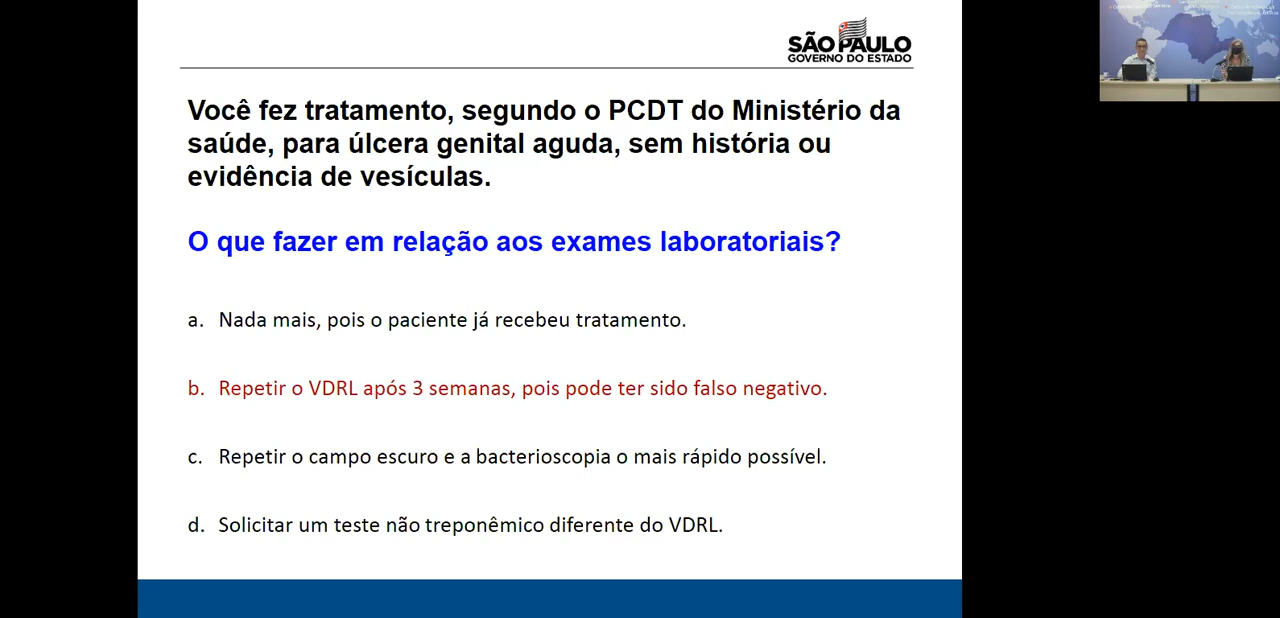 SÃO PAULO
GOVERNO DO ESTADO
Você fez tratamento, segundo o PCDT do Ministério da
saúde, para úlcera genital aguda, sem história ou
evidência de vesículas.
O que fazer em relação aos exames laboratoriais?
a. Nada mais, pois o paciente já recebeu tratamento.
b. Repetir o VDRL após 3 semanas, pois pode ter sido falso negativo.
c. Repetir o campo escuro e a bacterioscopia o mais rápido possível.
d. Solicitar um teste não treponêmico diferente do VDRL.